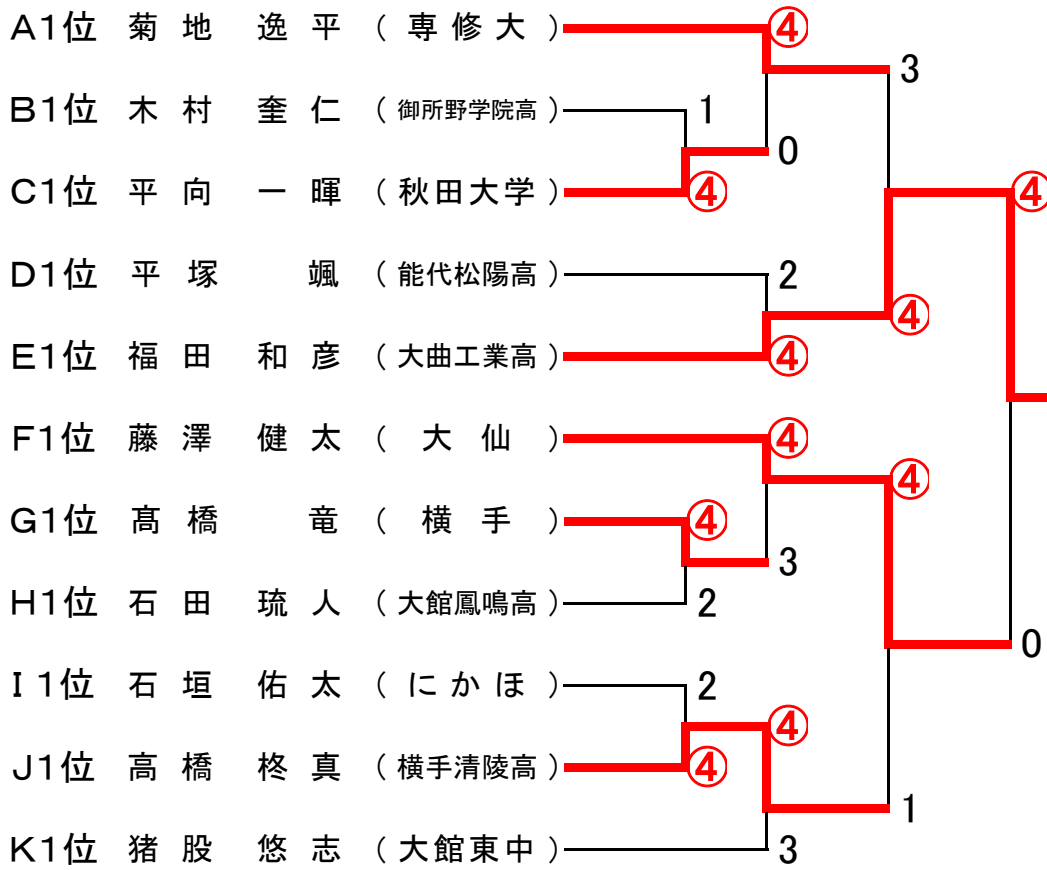 A1位 菊地 逸平 （専修大） ④
3
B1位 木村 奎仁 （御所野学院高） 1
0
C1位 平向 一暉 （秋田大学） ④ ④
D1位 平塚 颯 （能代松陽高） 2
④
E1位 福田 和彦 （大曲工業高） ④
F1位 藤澤 健太 （大仙） ④
④
G1位 髙橋 竜 （横手） ④
3
H1位 石田 琉人 （大館鳳鳴高） 2
0
I1位 石垣 佑太 （にかほ） 2
④
J1位 高橋 柊真 （横手清陵高） ④
1
K1位 猪股 悠志 （大館東中） 3